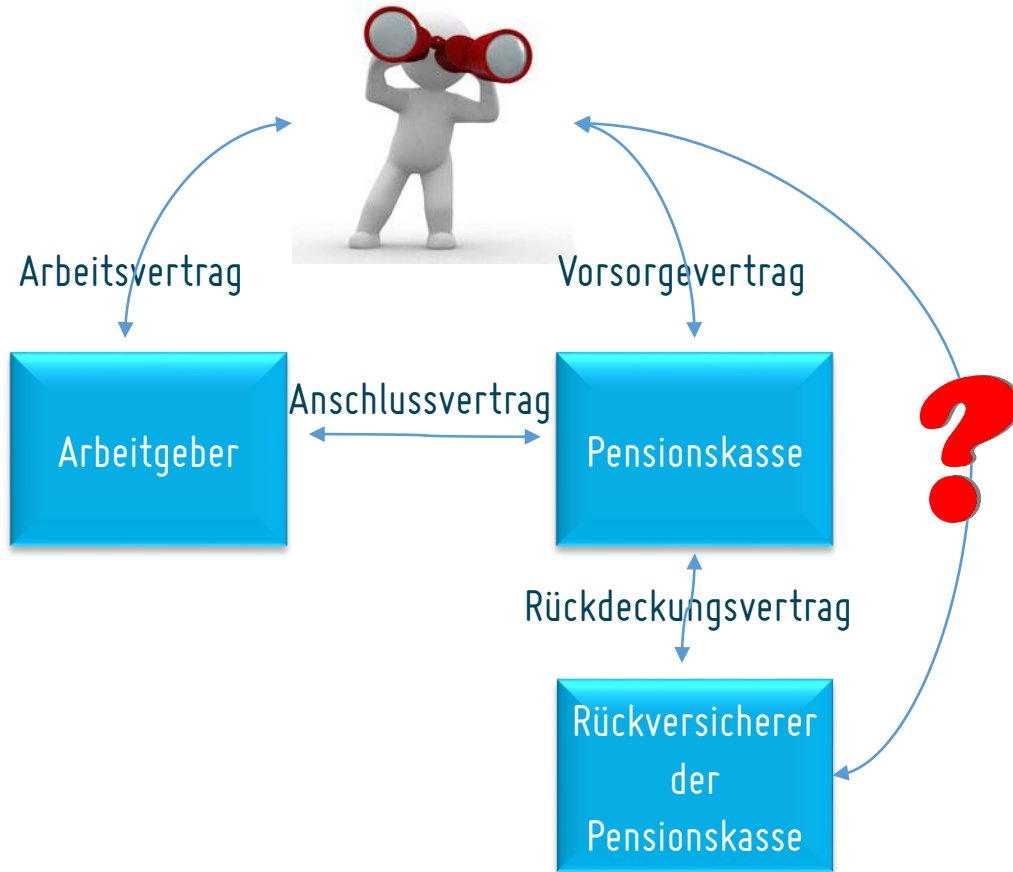 Arbeitsvertrag
Vorsorgevertrag
Anschlussvertrag
Arbeitgeber
Pensionskasse
?
Rückdeckungsvertrag
Rückversicherer
der
Pensionskasse